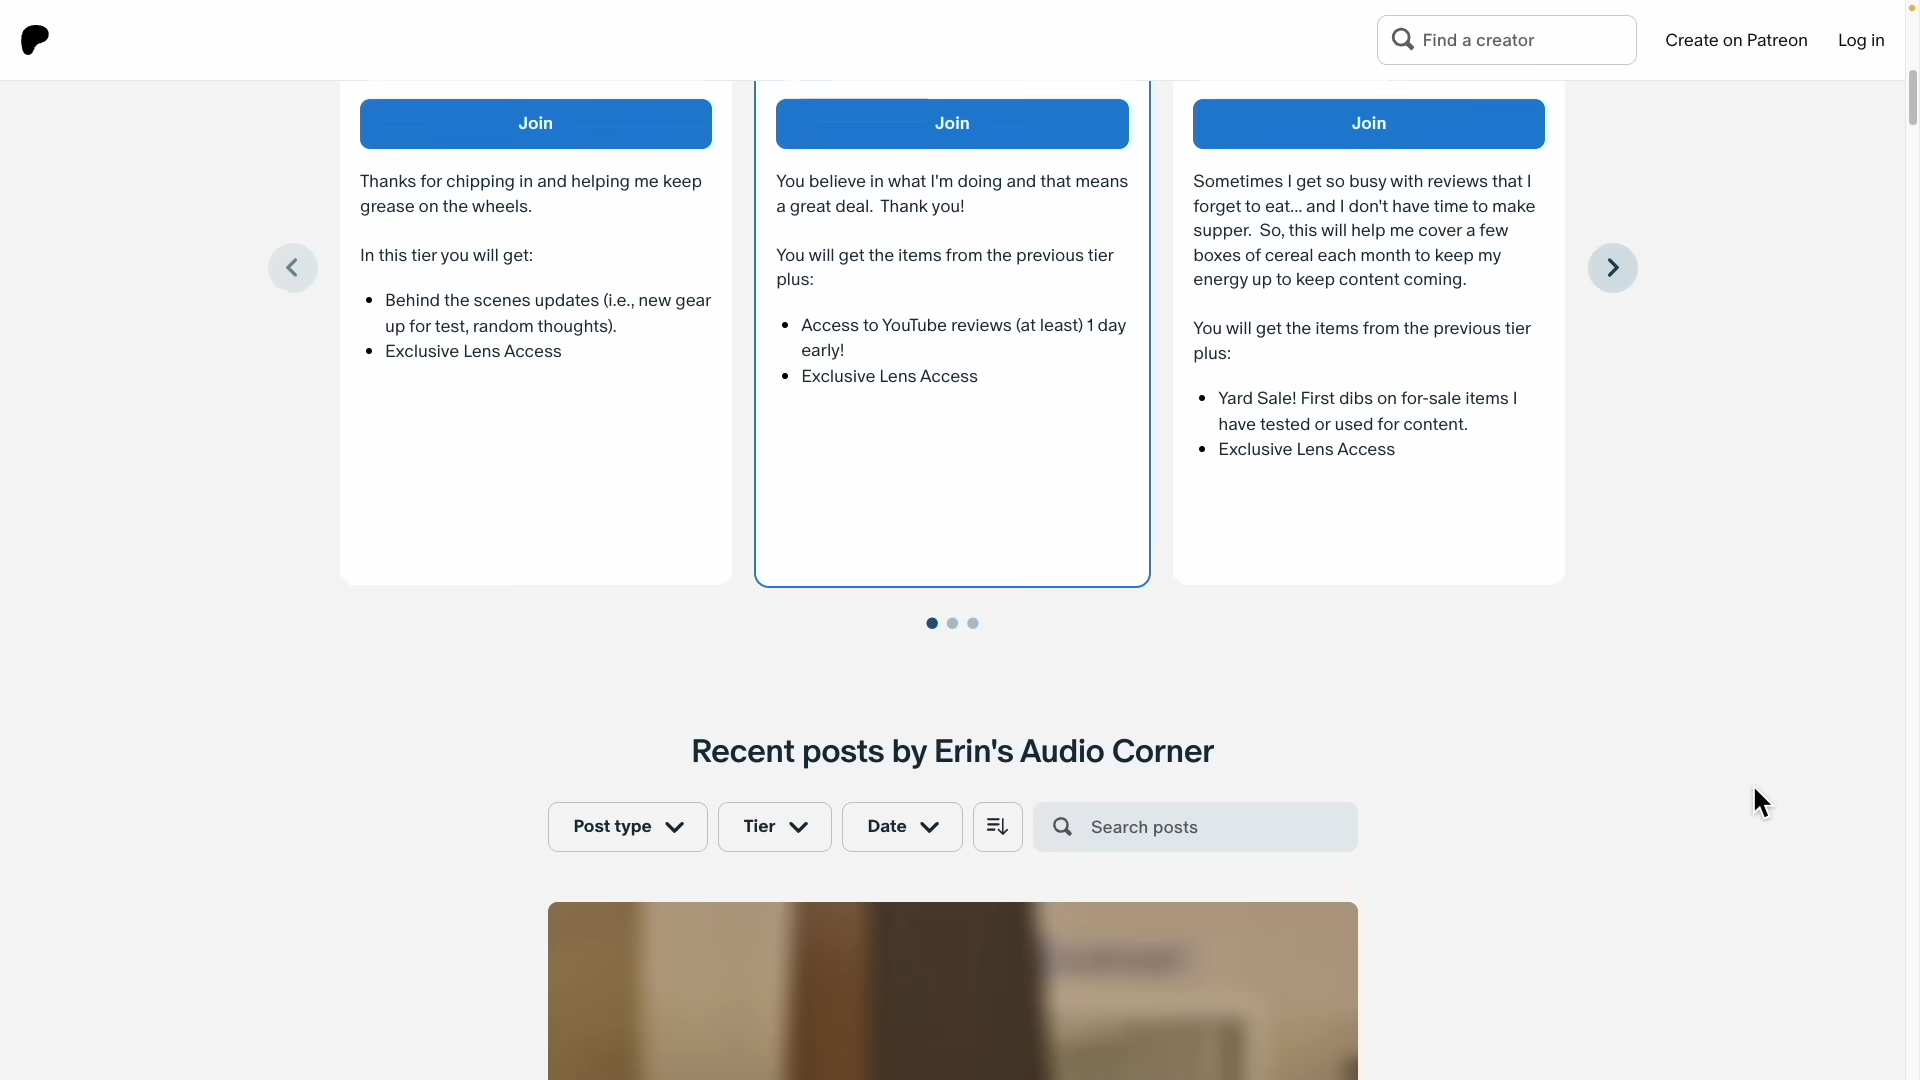 Find a creator
Create on Patreon
Log in
Join
Thanks for chipping in and helping me keep
grease on the wheels.
In this tier you will get:
• Behind the scenes updates (i.e., new gear
up for test, random thoughts).
• Exclusive Lens Access
Join
You believe in what I'm doing and that means
a great deal.  Thank you!
You will get the items from the previous tier
plus:
• Access to YouTube reviews (at least) 1 day
early!
• Exclusive Lens Access
Join
Sometimes I get so busy with reviews that I
forget to eat... and I don't have time to make
supper.  So, this will help me cover a few
boxes of cereal each month to keep my
energy up to keep content coming.
You will get the items from the previous tier
plus:
• Yard Sale! First dibs on for-sale items I
have tested or used for content.
• Exclusive Lens Access
Recent posts by Erin's Audio Corner
Post type
Tier
Date
Search posts